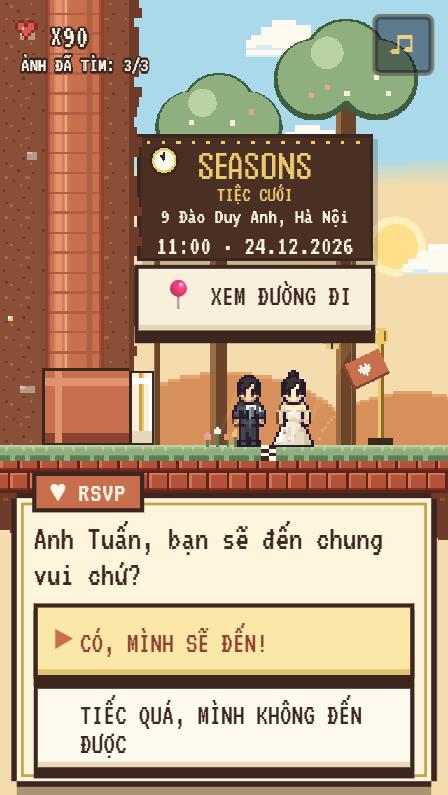 X90
ẢNH ĐÃ TÌM: 3/3
SEASONS
TIỆC CƯỚI
9 Đào Duy Anh, Hà Nội
11:00 · 24.12.2026
XEM ĐƯỜNG ĐI
♥ RSVP
Anh Tuấn, bạn sẽ đến chung
vui chứ?
▶ CÓ, MÌNH SẼ ĐẾN!
TIẾC QUÁ, MÌNH KHÔNG ĐẾN
ĐƯỢC